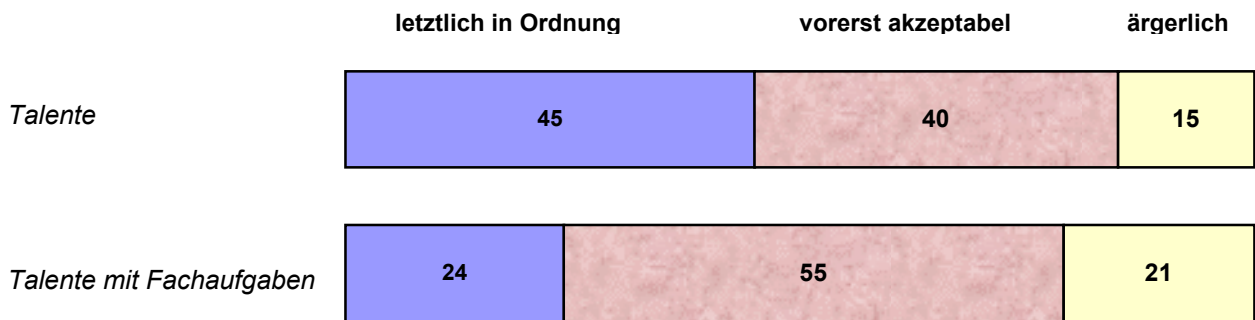 letztlich in Ordnung vorerst akzeptabel ärgerlich
Talente 45 40 15
Talente mit Fachaufgaben 24 55 21